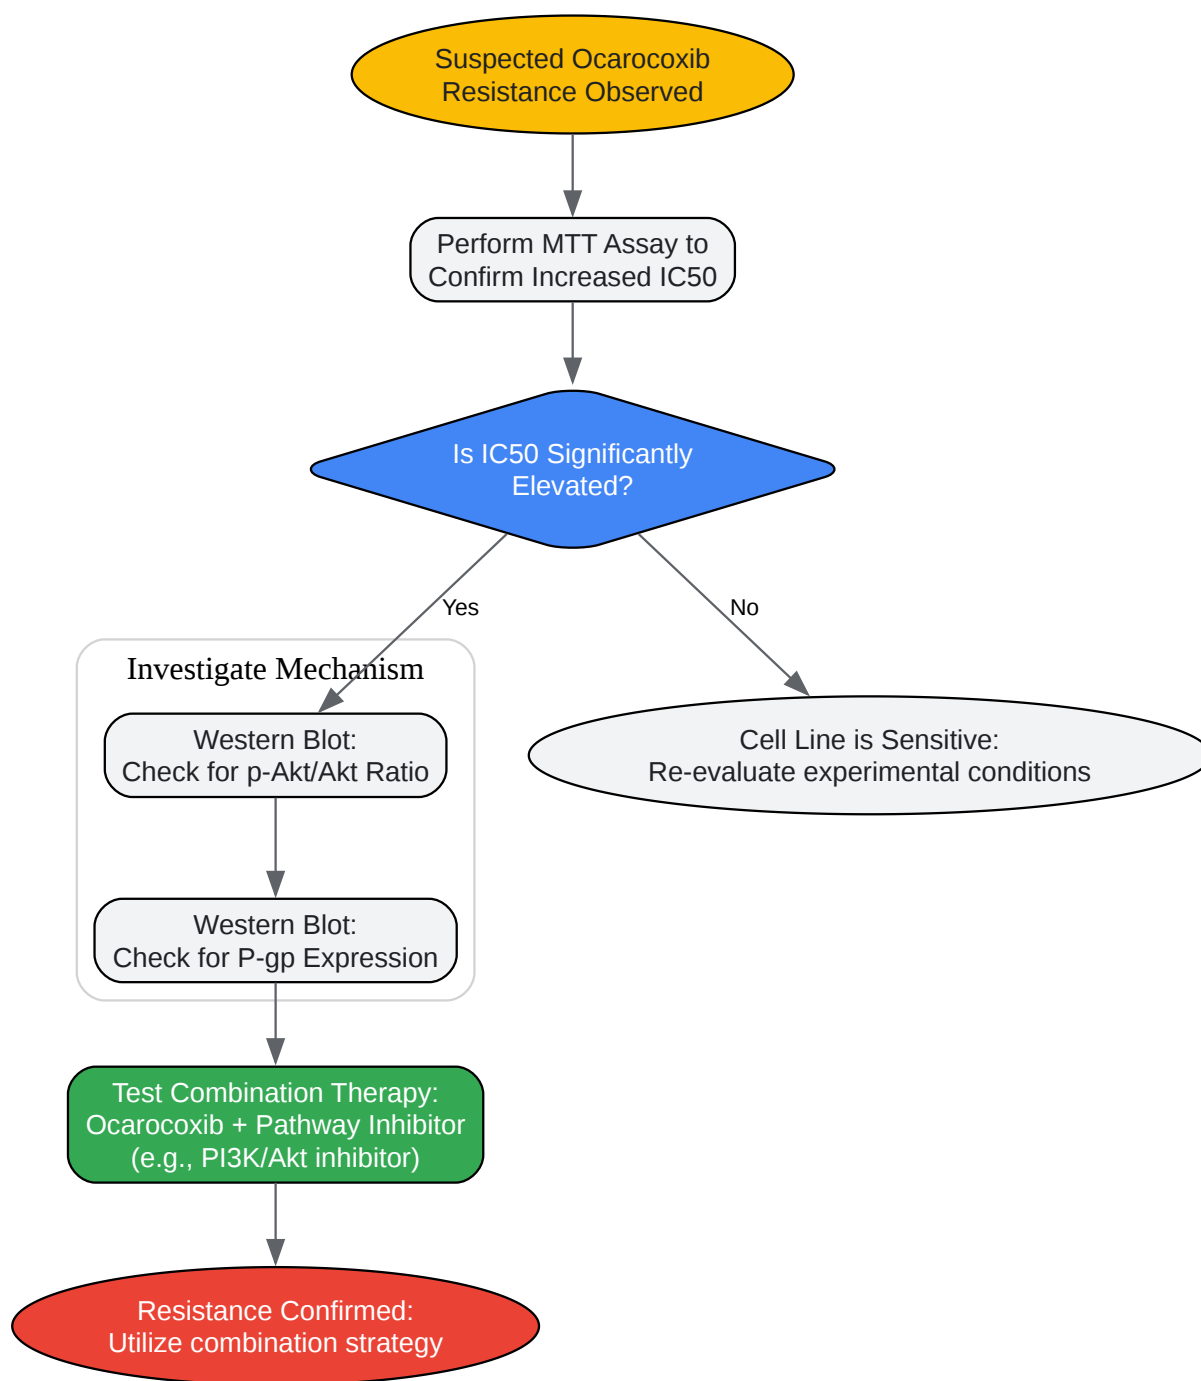 Suspected Ocarocoxib
Resistance Observed
Perform MTT Assay to
Confirm Increased IC50
Is IC50 Significantly
Elevated?
Yes
No
Investigate Mechanism
Western Blot:
Check for p-Akt/Akt Ratio
Cell Line is Sensitive:
Re-evaluate experimental conditions
Western Blot:
Check for P-gp Expression
Test Combination Therapy:
Ocarocoxib + Pathway Inhibitor
(e.g., PI3K/Akt inhibitor)
Resistance Confirmed:
Utilize combination strategy